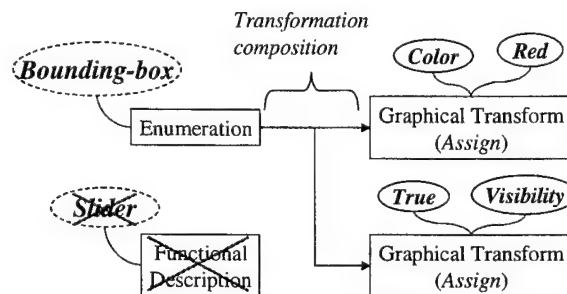 Transformation
composition
Bounding-box
Color
Red
Enumeration
Graphical Transform
(Assign)
Slider
True
Visibility
Functional
Description
Graphical Transform
(Assign)